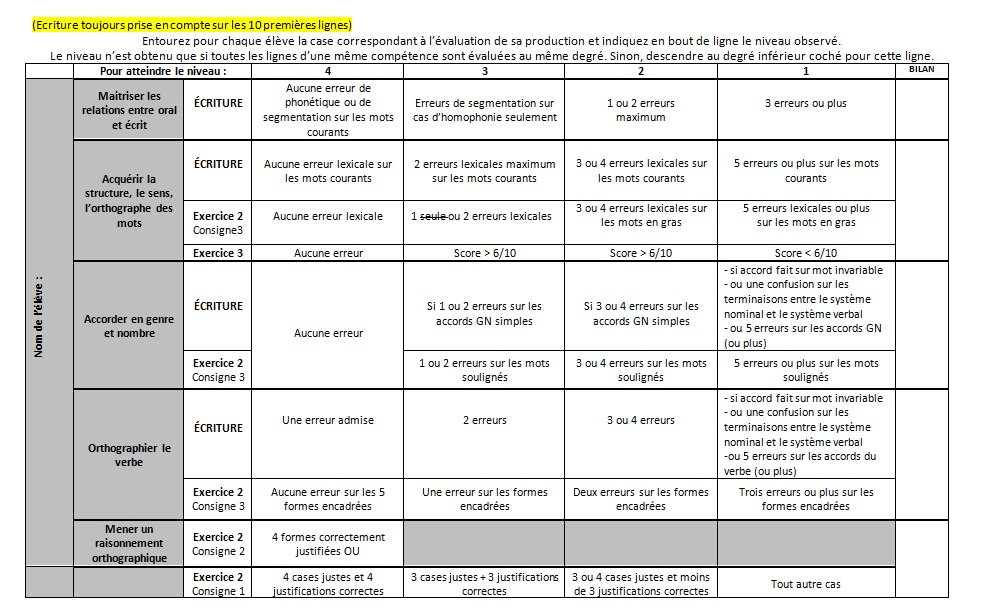 (Ecriture toujours prise en compte sur les 10 premières lignes)
Entourez pour chaque élève la case correspondant à l'évaluation de sa production et indiquez en bout de ligne le niveau observé.
Le niveau n'est obtenu que si toutes les lignes d'une même compétence sont évaluées au même degré. Sinon, descendre au degré inférieur coché pour cette ligne.
Pour atteindre le niveau : 4 3 2 1 BILAN
Nom de l'élève :
Maitriser les
relations entre oral
et écrit
ÉCRITURE
Aucune erreur de
phonétique ou de
segmentation sur les mots
courants
Erreurs de segmentation sur
cas d'homophonie seulement
1 ou 2 erreurs
maximum
3 erreurs ou plus
Acquérir la
structure, le sens,
l'orthographe des
mots
ÉCRITURE
Aucune erreur lexicale sur
les mots courants
2 erreurs lexicales maximum
sur les mots courants
3 ou 4 erreurs lexicales sur
les mots courants
5 erreurs ou plus sur les mots
courants
Exercice 2
Consigne3
Aucune erreur lexicale
1 seule ou 2 erreurs lexicales
3 ou 4 erreurs lexicales sur
les mots en gras
5 erreurs lexicales ou plus
sur les mots en gras
Exercice 3
Aucune erreur
Score > 6/10
Score > 6/10
Score < 6/10
Accorder en genre
et nombre
ÉCRITURE
Aucune erreur
Si 1 ou 2 erreurs sur les
accords GN simples
Si 3 ou 4 erreurs sur les
accords GN simples
- si accord fait sur mot invariable
- ou une confusion sur les
terminaisons entre le système
nominal et le système verbal
- ou 5 erreurs sur les accords GN
(ou plus)
Exercice 2
Consigne 3
1 ou 2 erreurs sur les mots
soulignés
3 ou 4 erreurs sur les mots
soulignés
5 erreurs ou plus sur les mots
soulignés
Orthographier le
verbe
ÉCRITURE
Une erreur admise
2 erreurs
3 ou 4 erreurs
- si accord fait sur mot invariable
- ou une confusion sur les
terminaisons entre le système
nominal et le système verbal
-ou 5 erreurs sur les accords du
verbe (ou plus)
Exercice 2
Consigne 3
Aucune erreur sur les 5
formes encadrées
Une erreur sur les formes
encadrées
Deux erreurs sur les formes
encadrées
Trois erreurs ou plus sur les
formes encadrées
Mener un
raisonnement
orthographique
Exercice 2
Consigne 2
4 formes correctement
justifiées OU
Exercice 2
Consigne 1
4 cases justes et 4
justifications correctes
3 cases justes + 3 justifications
correctes
3 ou 4 cases justes et moins
de 3 justifications correctes
Tout autre cas